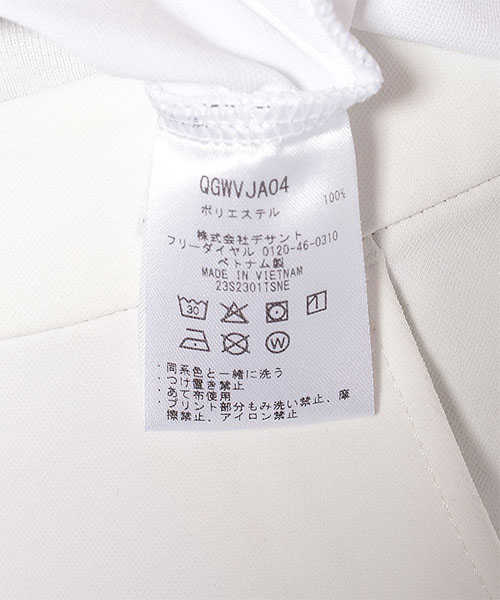 QGWVJA04
ポリエステル 100%
株式会社デサント
フリーダイヤル 0120-46-0310
ベトナム製
MADE IN VIETNAM
23S2301TSNE
30
W
・同系色と一緒に洗う
・つけ置き禁止
・あて布使用
・プリント部分もみ洗い禁止、摩
擦禁止、アイロン禁止